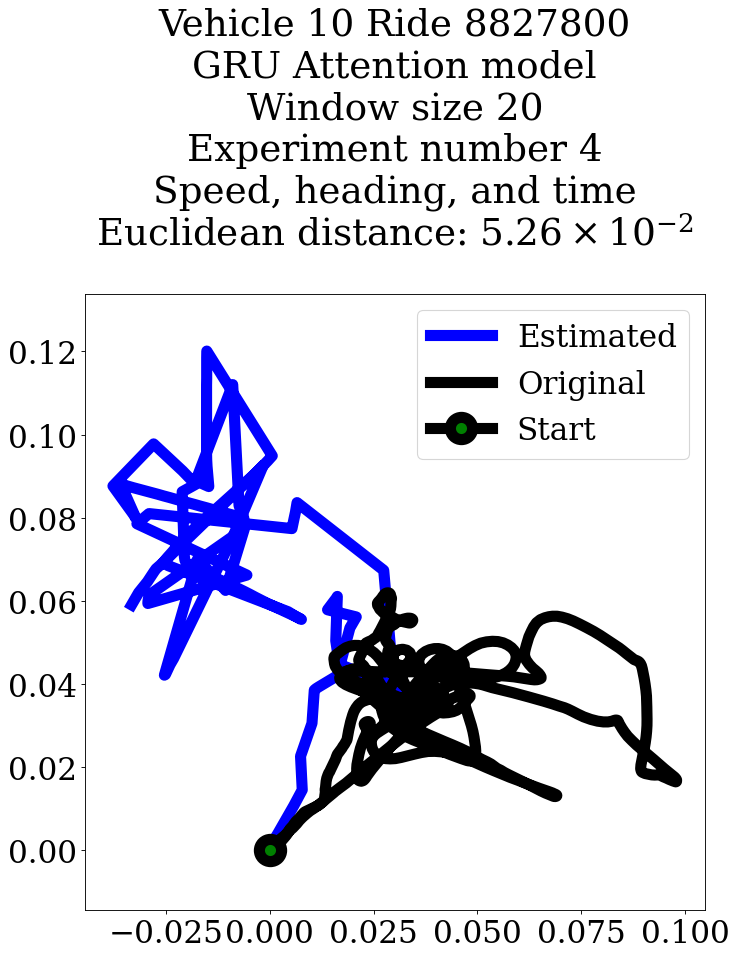 Vehicle 10 Ride 8827800
GRU Attention model
Window size 20
Experiment number 4
Speed, heading, and time
Euclidean distance: 5.26 × 10⁻²
Estimated
Original
Start
0.12
0.10
0.08
0.06
0.04
0.02
0.00
−0.025 0.000 0.025 0.050 0.075 0.100